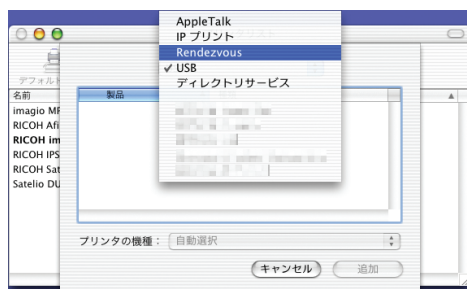 AppleTalk
IP プリント
Rendezvous
✓ USB
ディレクトリサービス
デフォルト
名前
製品
imagio MF
RICOH Afi
RICOH im
RICOH IPS
RICOH Sat
Satelio DU
プリンタの機種：
自動選択
キャンセル
追加